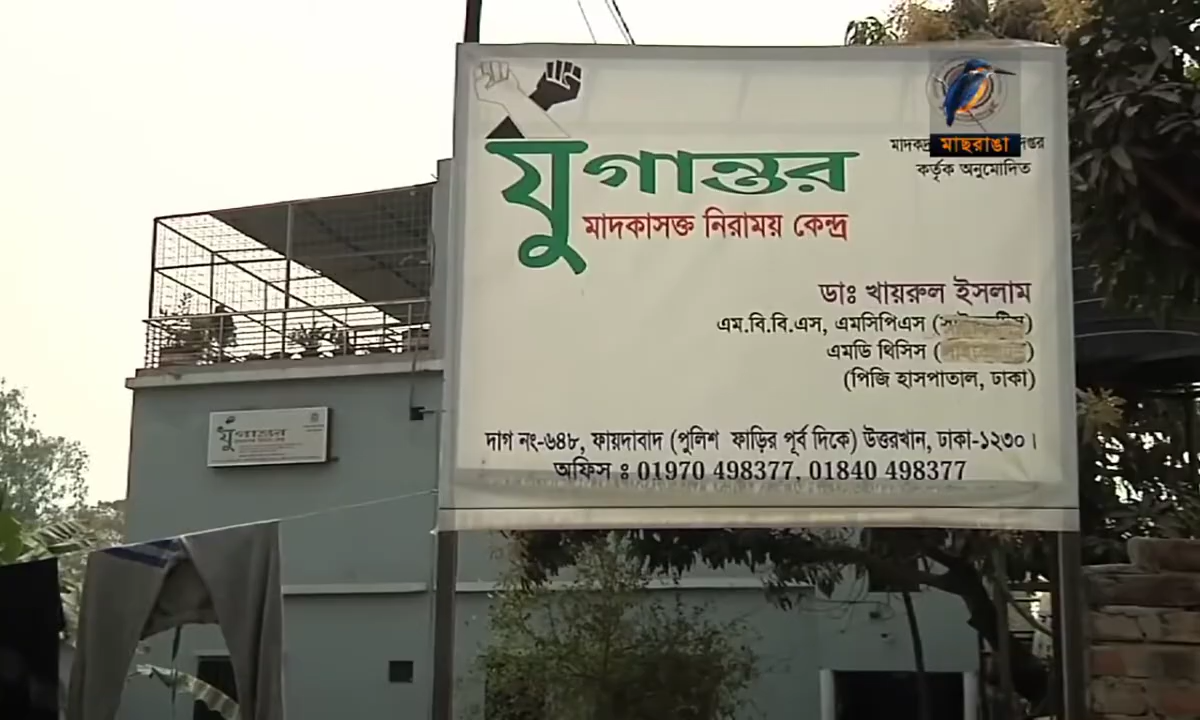 মাছরাঙা
কর্তৃক অনুমোদিত
যুগান্তর
মাদকাসক্ত নিরাময় কেন্দ্র
ডাঃ খায়রুল ইসলাম
এম.বি.বি.এস, এমসিপিএস
এমডি থিসিস
(পিজি হাসপাতাল, ঢাকা)
দাগ নং-৬৪৮, ফায়দাবাদ (পুলিশ ফাড়ির পূর্ব দিকে) উত্তরখান, ঢাকা-১২৩০।
অফিস ঃ 01970 498377, 01840 498377
যুগান্তর